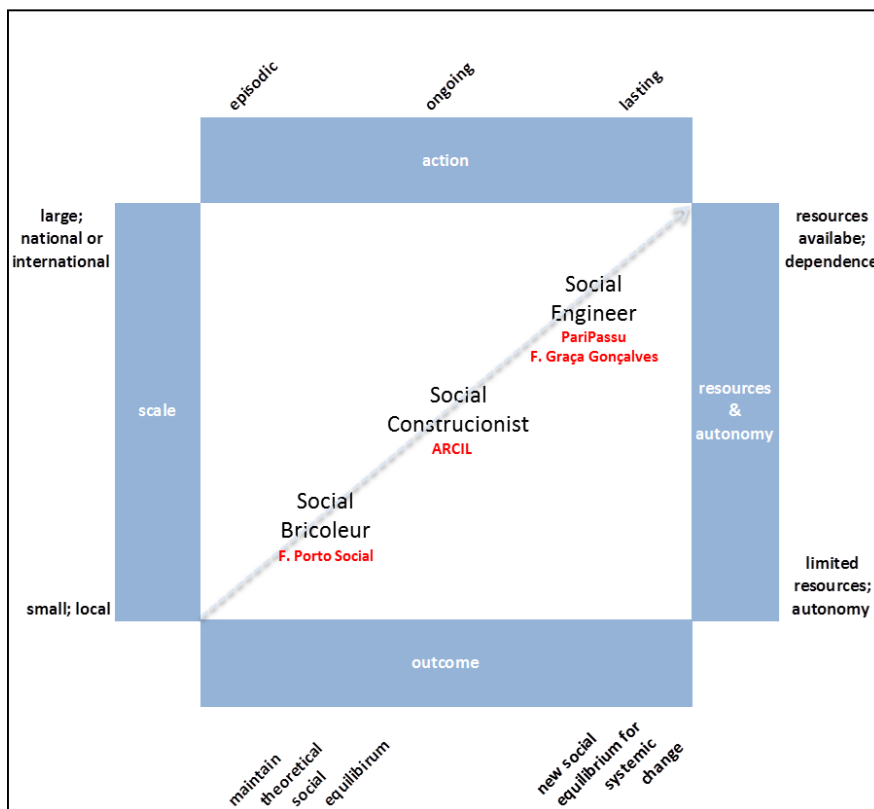 episodic
ongoing
lasting
action
large;
national or
international
resources
availabe;
dependence
Social
Engineer
PariPassu
F. Graça Gonçalves
scale
Social
Construcionist
ARCIL
resources
&
autonomy
Social
Bricoleur
F. Porto Social
small; local
limited
resources;
autonomy
outcome
maintain
theoretical
social
equilibirum
new social
equilibrium for
systemic
change